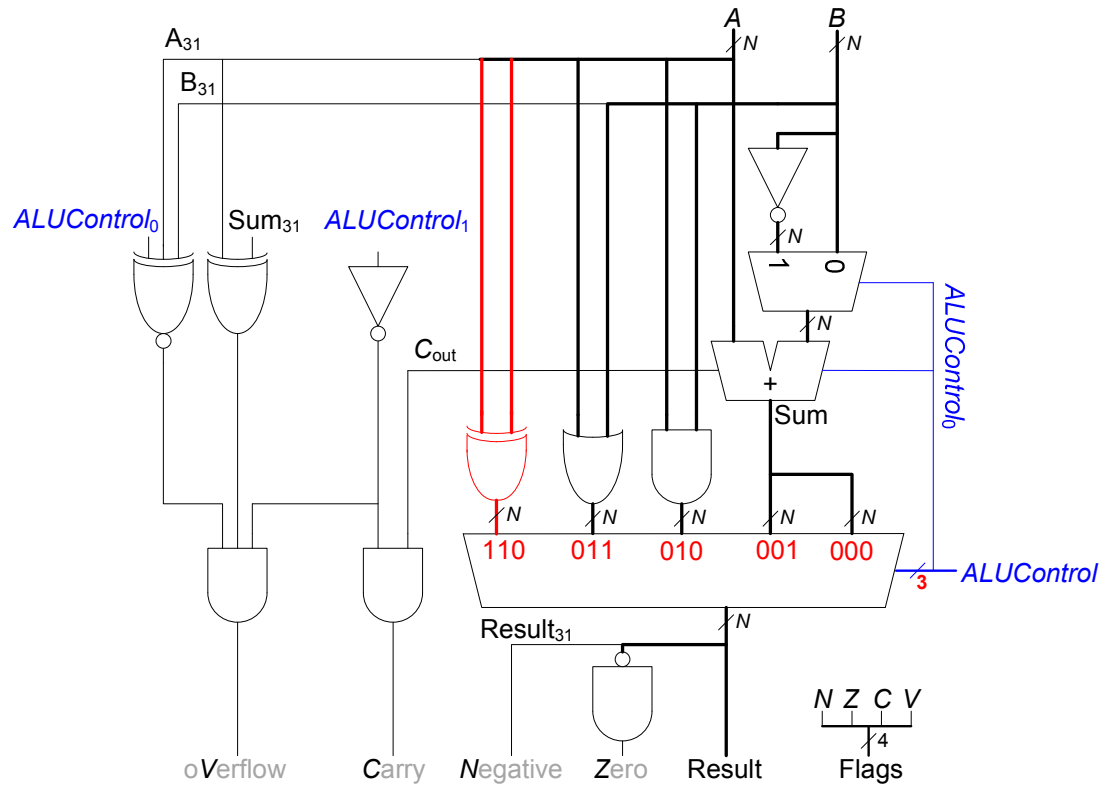 A B
A31 N N
B31
ALUControl0 Sum31 ALUControl1
N
1 0
N
ALUControl0
Cout
+
Sum
N N N N N
110 011 010 001 000
ALUControl
3
N
Result31
N Z C V
4
oVerflow Carry Negative Zero Result Flags